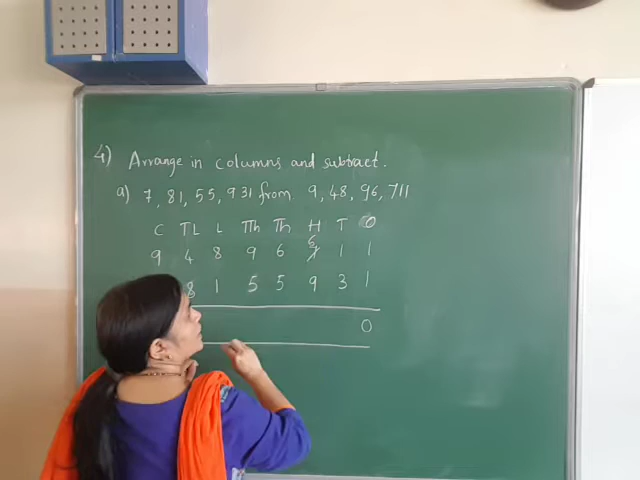 4) Arrange in columns and subtract.
a) 7, 81, 55, 931 from 9, 48, 96, 711
C TL L TTh Th H T O
6
9 4 8 9 6 7 1 1
8 1 5 5 9 3 1
0